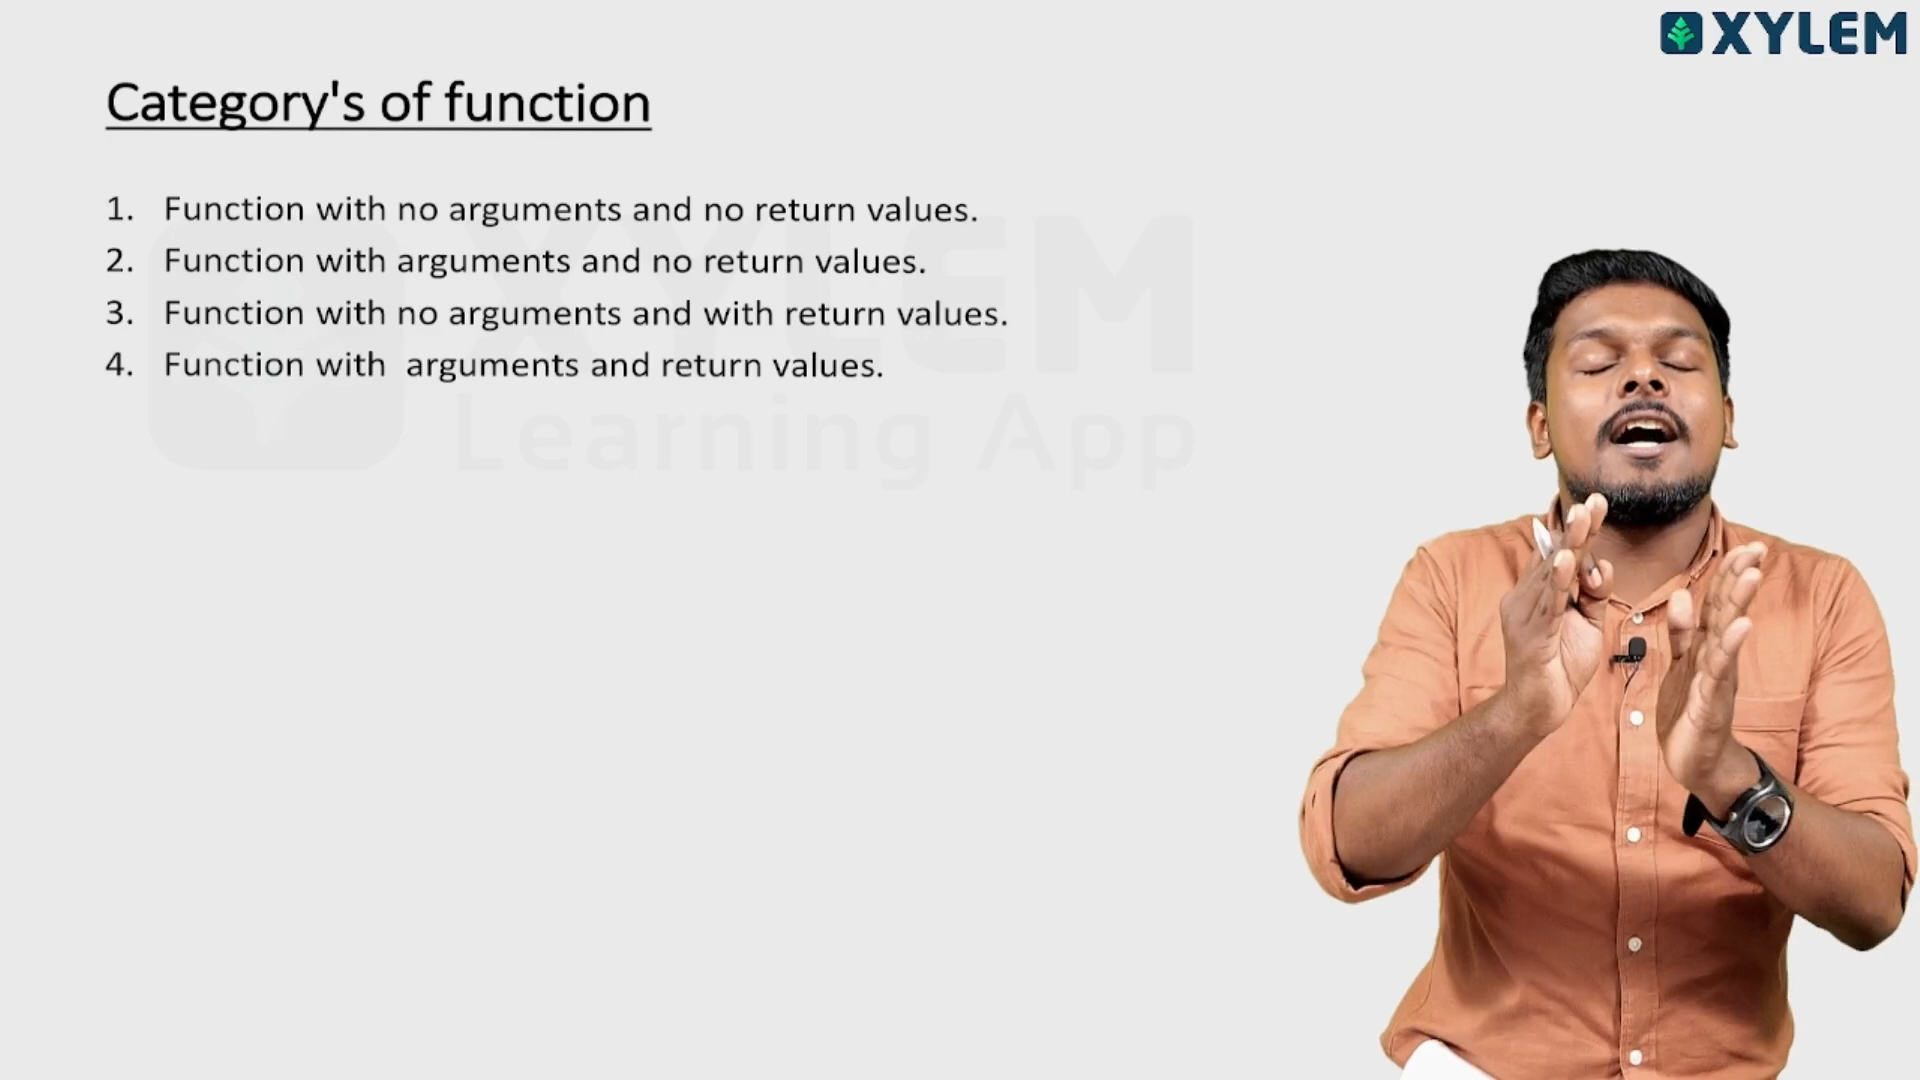 XYLEM
Category's of function
1. Function with no arguments and no return values.
2. Function with arguments and no return values.
3. Function with no arguments and with return values.
4. Function with  arguments and return values.
XYLEM
Learning App